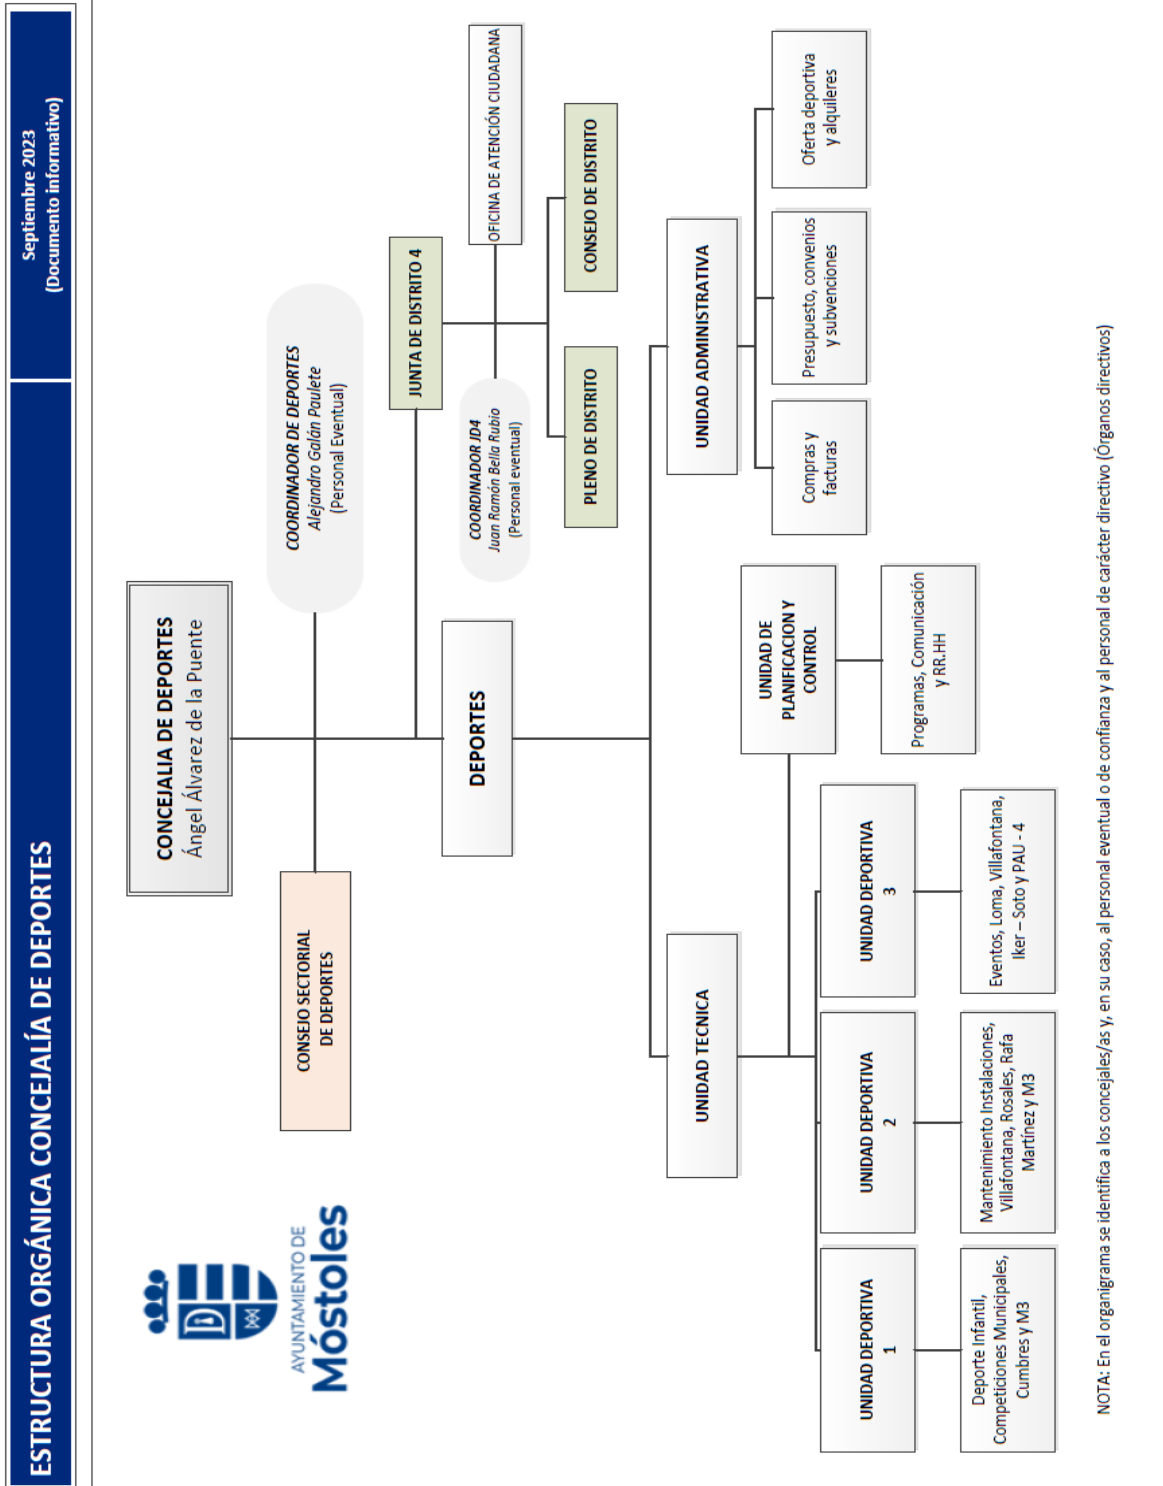 ESTRUCTURA ORGÁNICA CONCEJALÍA DE DEPORTES
Septiembre 2023
(Documento informativo)
AYUNTAMIENTO DE
Móstoles
CONCEJALIA DE DEPORTES
Ángel Álvarez de la Puente
CONSEJO SECTORIAL
DE DEPORTES
COORDINADOR DE DEPORTES
Alejandro Galán Paulete
(Personal Eventual)
JUNTA DE DISTRITO 4
DEPORTES
COORDINADOR JD4
Juan Ramón Bella Rubio
(Personal eventual)
OFICINA DE ATENCIÓN CIUDADANA
PLENO DE DISTRITO
CONSEJO DE DISTRITO
UNIDAD TECNICA
UNIDAD ADMINISTRATIVA
UNIDAD DE
PLANIFICACION Y
CONTROL
Compras y
facturas
Presupuesto, convenios
y subvenciones
Oferta deportiva
y alquileres
UNIDAD DEPORTIVA
1
UNIDAD DEPORTIVA
2
UNIDAD DEPORTIVA
3
Programas, Comunicación
y RR.HH
Deporte Infantil,
Competiciones Municipales,
Cumbres y M3
Mantenimiento Instalaciones,
Villafontana, Rosales, Rafa
Martínez y M3
Eventos, Loma, Villafontana,
Iker – Soto y PAU - 4
NOTA: En el organigrama se identifica a los concejales/as y, en su caso, al personal eventual o de confianza y al personal de carácter directivo (Órganos directivos)